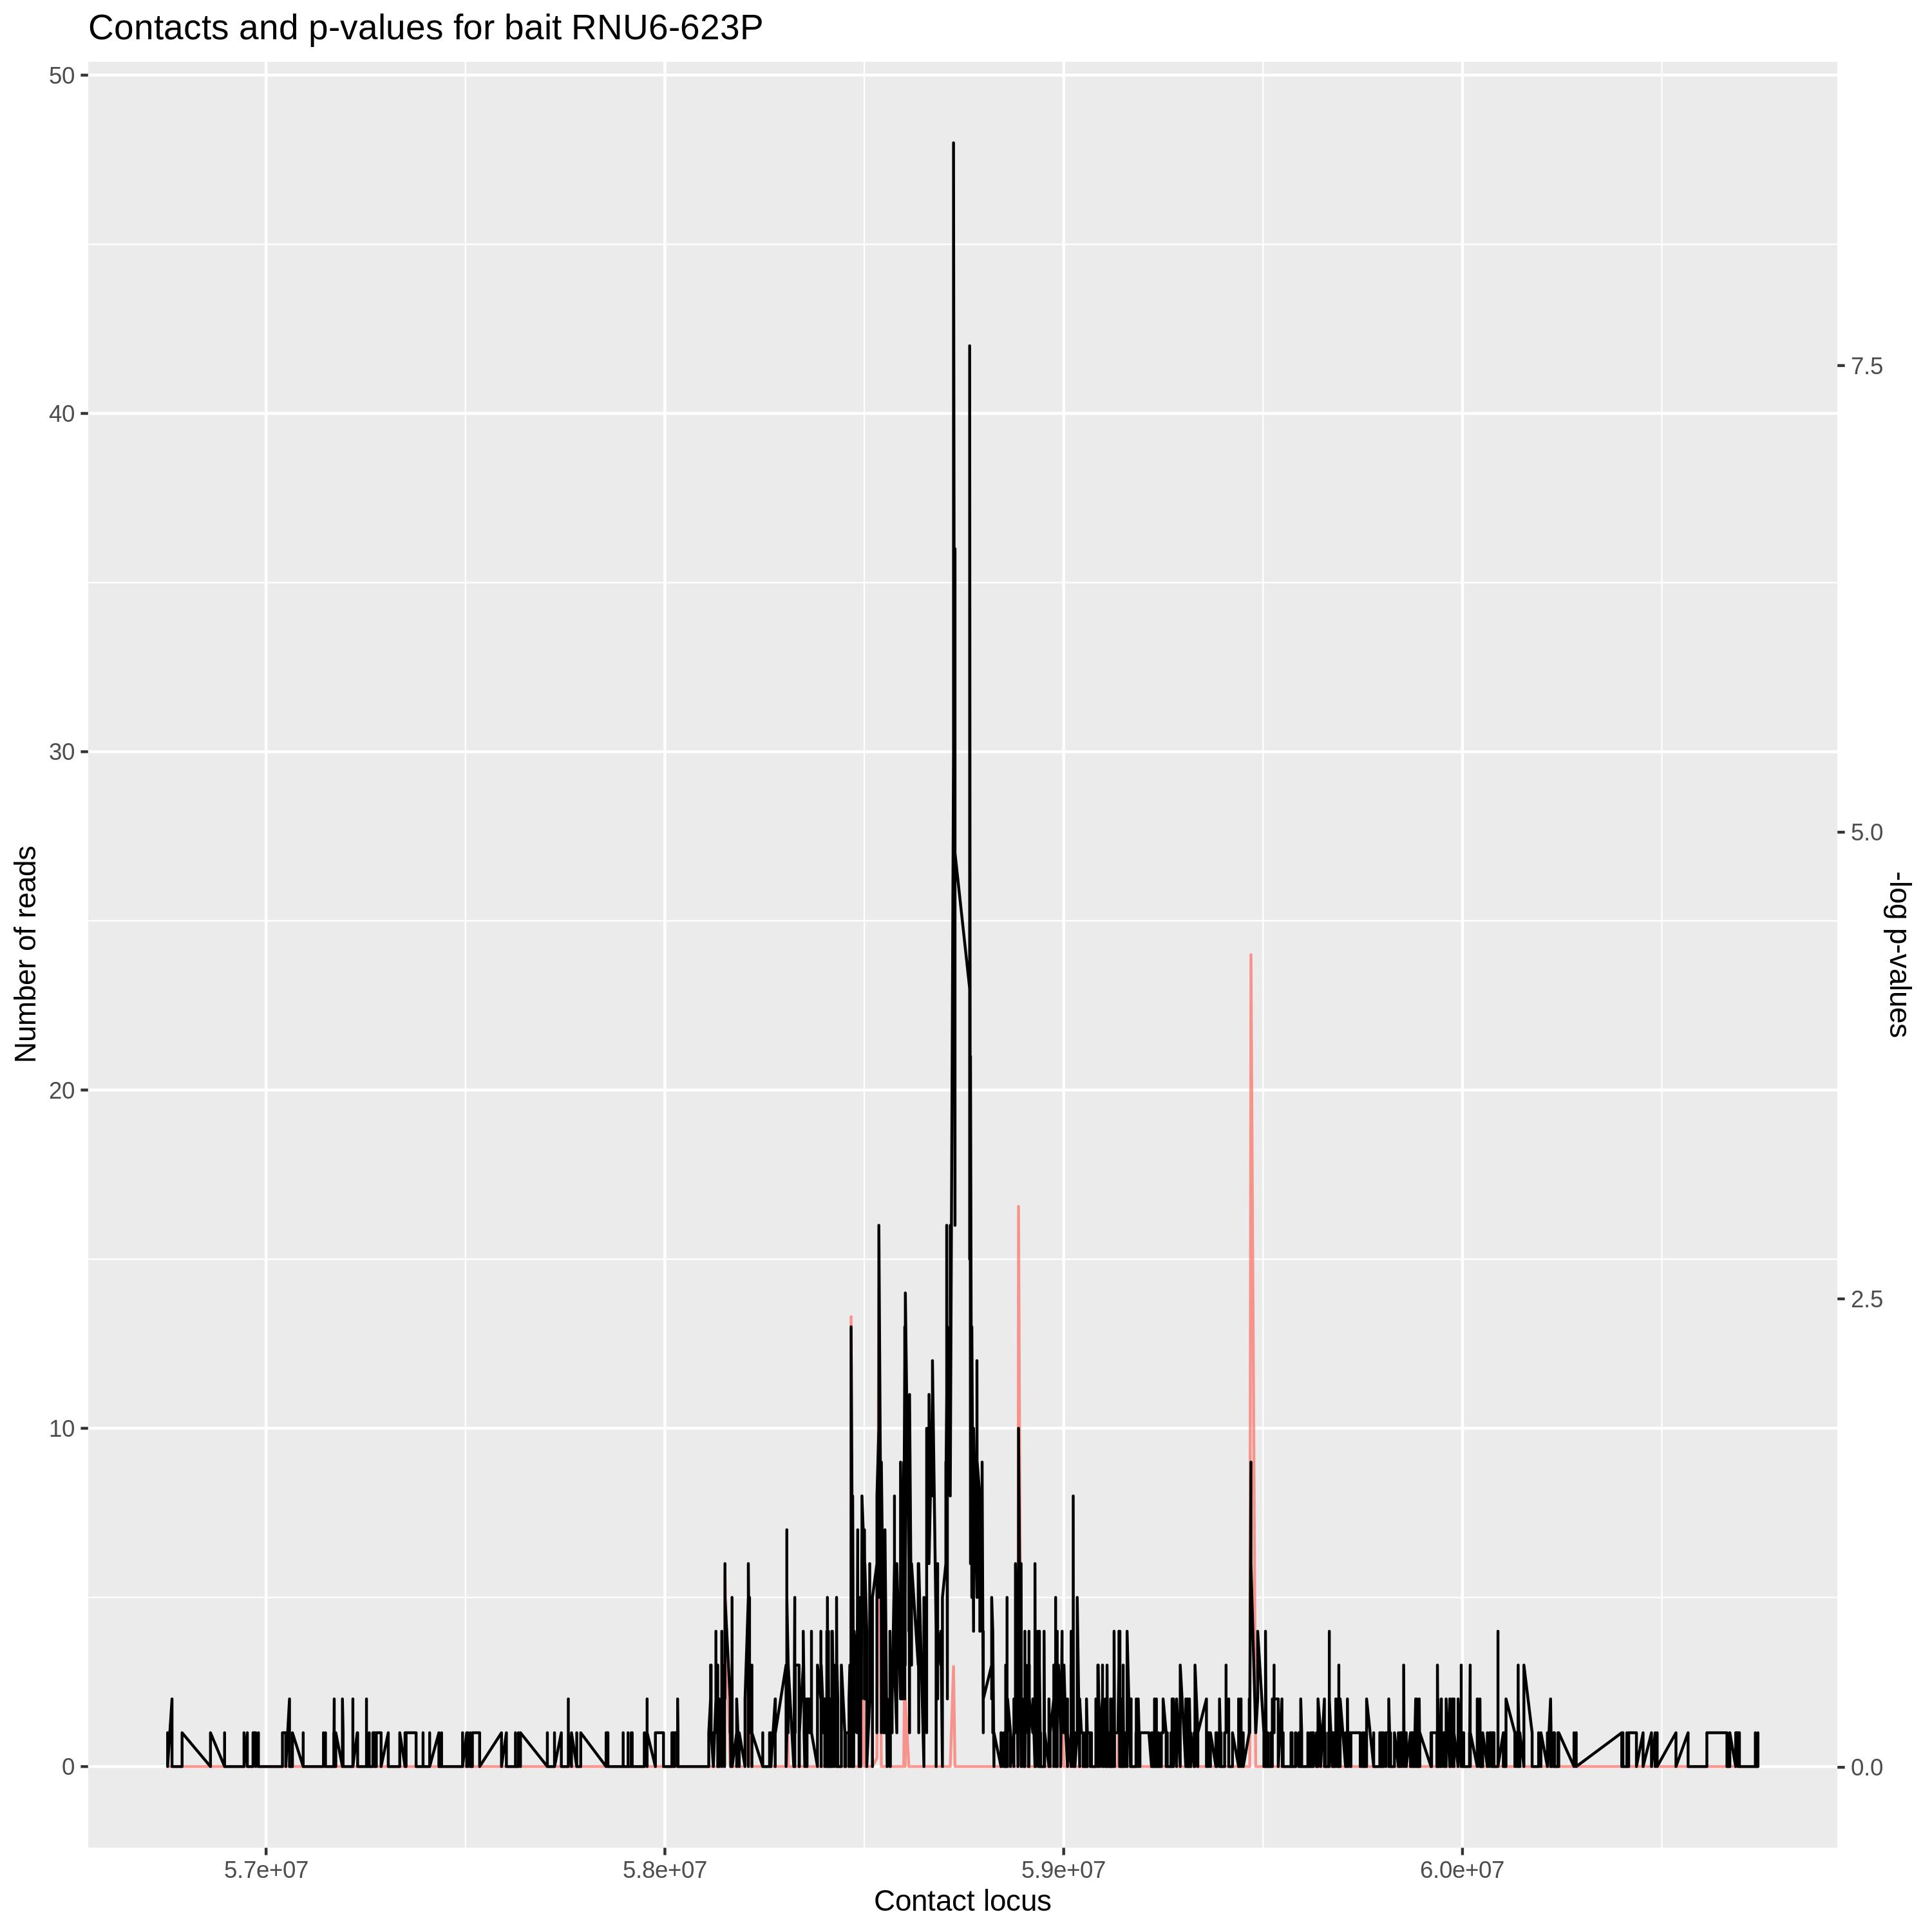 Contacts and p-values for bait RNU6-623P
50
40
30
20
10
0
Number of reads
7.5
5.0
2.5
0.0
-log p-values
5.7e+07
5.8e+07
5.9e+07
6.0e+07
Contact locus